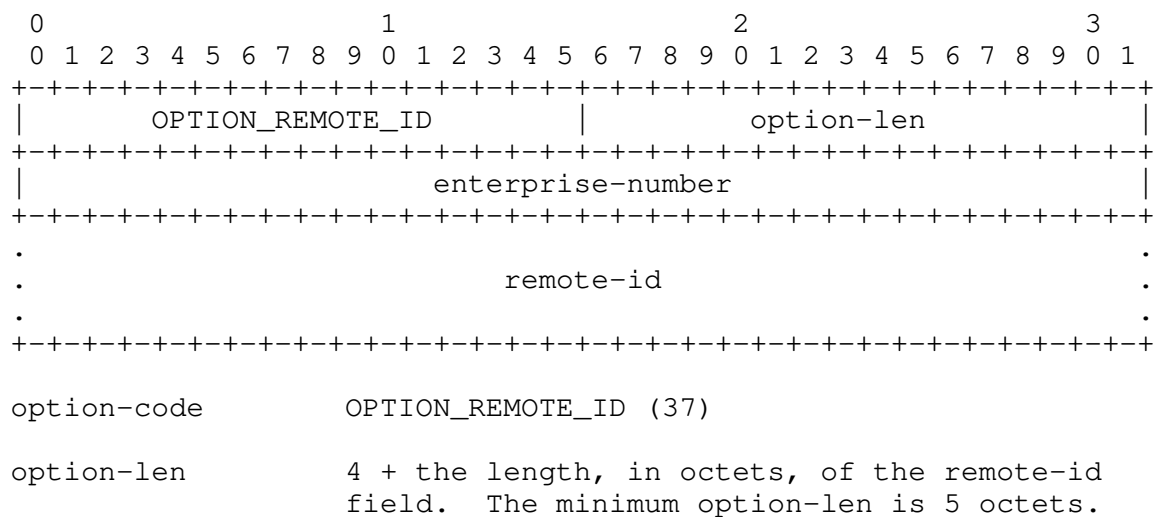 0                   1                   2                   3
 0 1 2 3 4 5 6 7 8 9 0 1 2 3 4 5 6 7 8 9 0 1 2 3 4 5 6 7 8 9 0 1
+-+-+-+-+-+-+-+-+-+-+-+-+-+-+-+-+-+-+-+-+-+-+-+-+-+-+-+-+-+-+-+-+
|       OPTION_REMOTE_ID        |         option-len            |
+-+-+-+-+-+-+-+-+-+-+-+-+-+-+-+-+-+-+-+-+-+-+-+-+-+-+-+-+-+-+-+-+
|                       enterprise-number                       |
+-+-+-+-+-+-+-+-+-+-+-+-+-+-+-+-+-+-+-+-+-+-+-+-+-+-+-+-+-+-+-+-+
.                                                               .
.                           remote-id                           .
.                                                               .
+-+-+-+-+-+-+-+-+-+-+-+-+-+-+-+-+-+-+-+-+-+-+-+-+-+-+-+-+-+-+-+-+
option-code        OPTION_REMOTE_ID (37)
option-len         4 + the length, in octets, of the remote-id
                   field.  The minimum option-len is 5 octets.